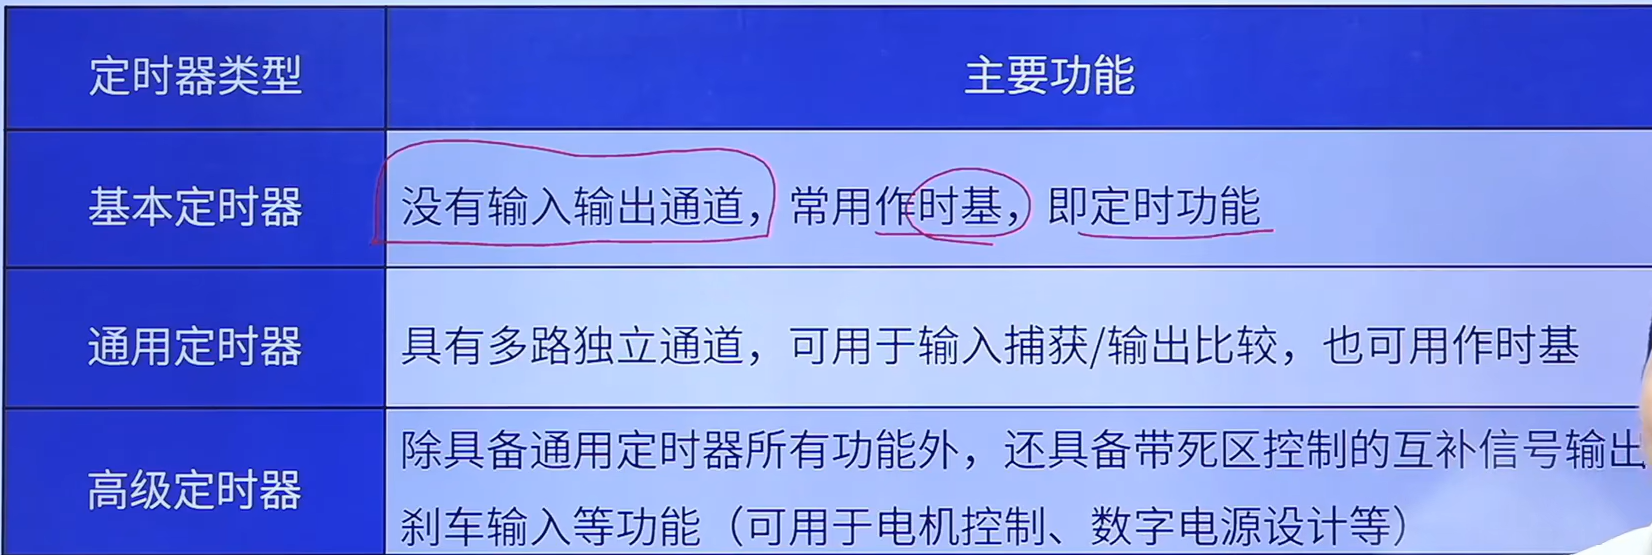 定时器类型
主要功能
基本定时器
没有输入输出通道，常用作时基，即定时功能
通用定时器
具有多路独立通道，可用于输入捕获/输出比较，也可用作时基
高级定时器
除具备通用定时器所有功能外，还具备带死区控制的互补信号输出
刹车输入等功能（可用于电机控制、数字电源设计等）